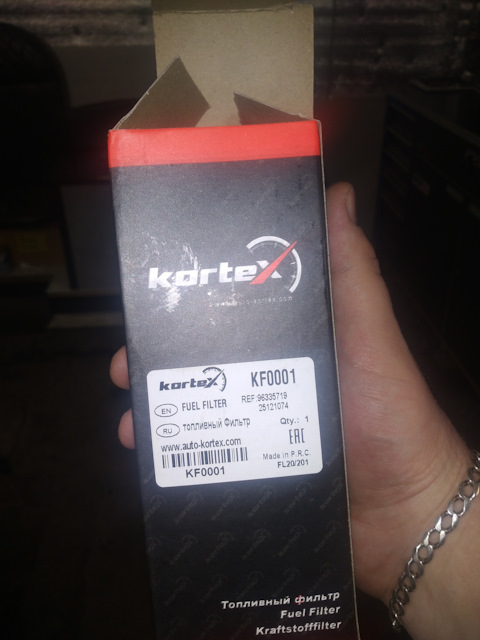 kortex
kortex
KF0001
EN
FUEL FILTER
REF:96335719
25121074
RU
топливный Фильтр
Qty.: 1
www.auto-kortex.com
EAC
KF0001
Made in P.R.C.
FL20/201
Топливный фильтр
Fuel Filter
Kraftstofffilter